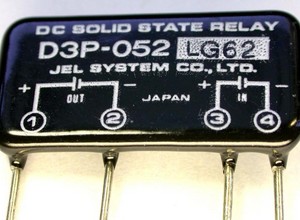 DC SOLID STATE RELAY
D3P-052 LG62
JEL SYSTEM CO., LTD.
+ - + -
OUT JAPAN IN
1 2 3 4